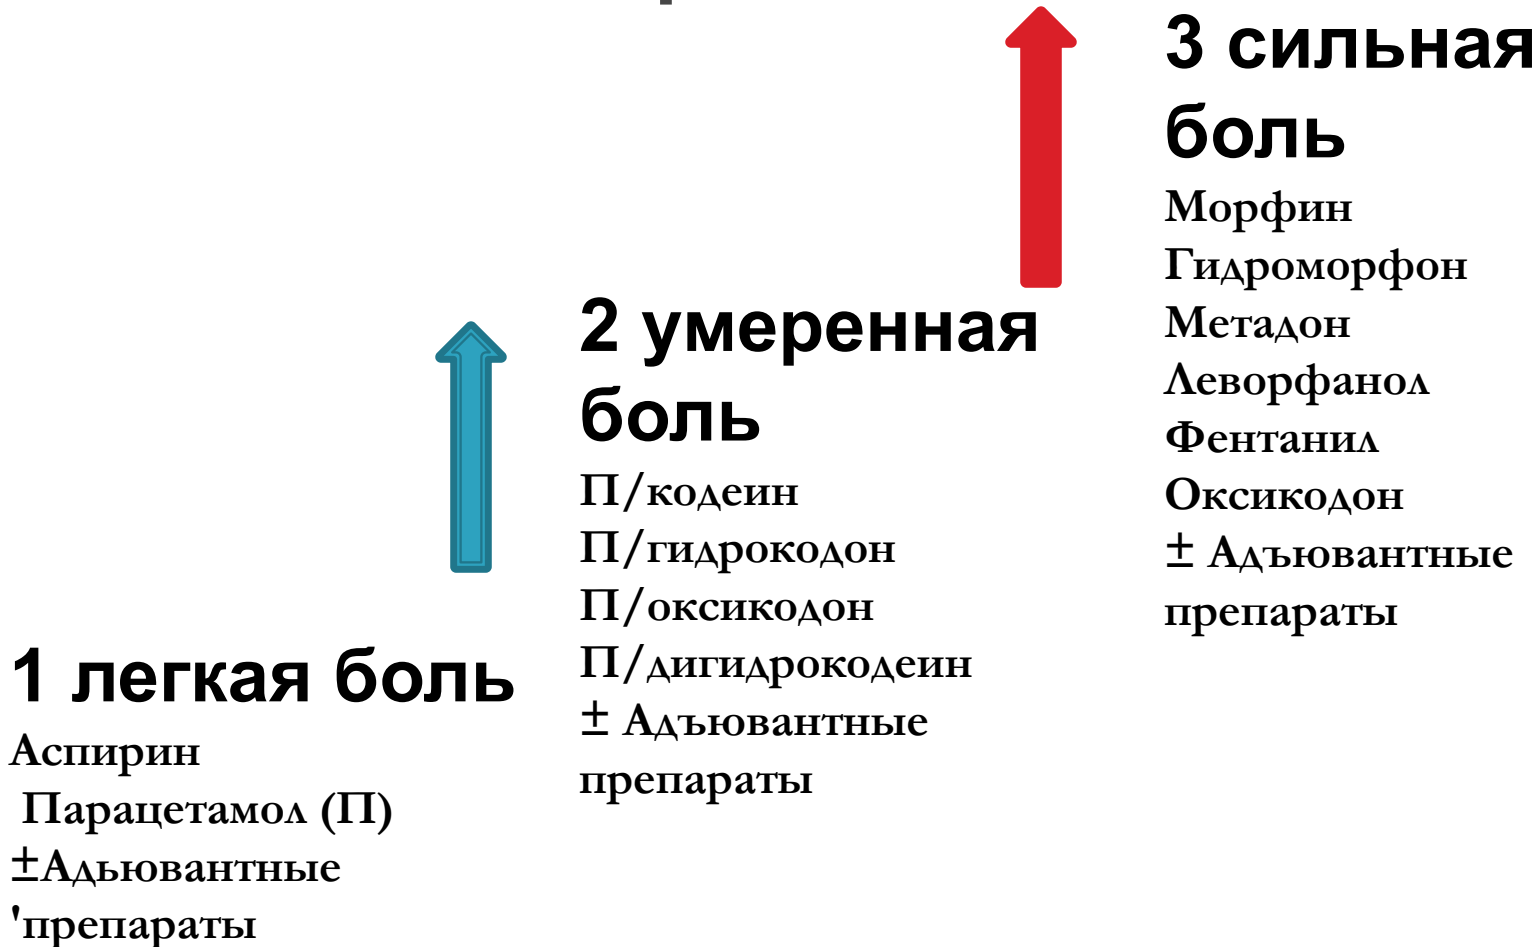 1 легкая боль
Аспирин
Парацетамол (П)
±Адьювантные
'препараты
2 умеренная
боль
П/кодеин
П/гидрокодон
П/оксикодон
П/дигидрокодеин
± Адъювантные
препараты
3 сильная
боль
Морфин
Гидроморфон
Метадон
Леворфанол
Фентанил
Оксикодон
± Адъювантные
препараты